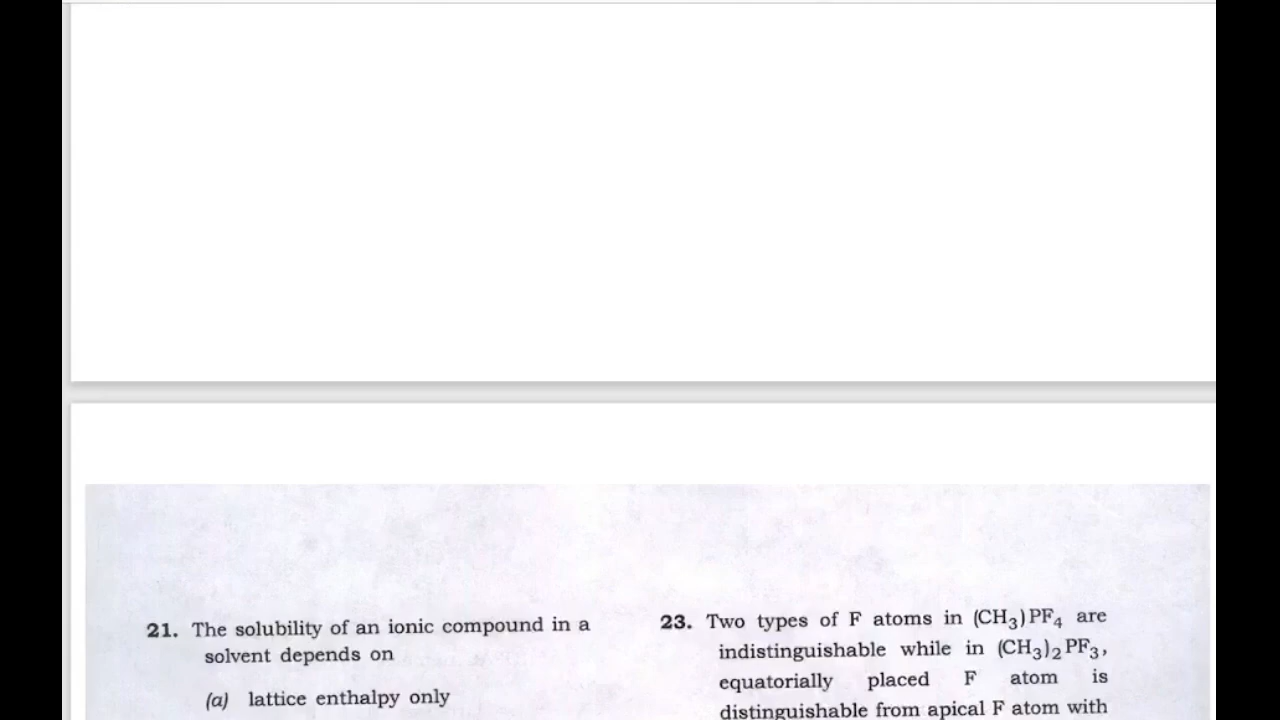 21. The solubility of an ionic compound in a
solvent depends on
(a) lattice enthalpy only
23. Two types of F atoms in (CH₃)PF₄ are
indistinguishable while in (CH₃)₂PF₃,
equatorially placed F atom is
distinguishable from apical F atom with